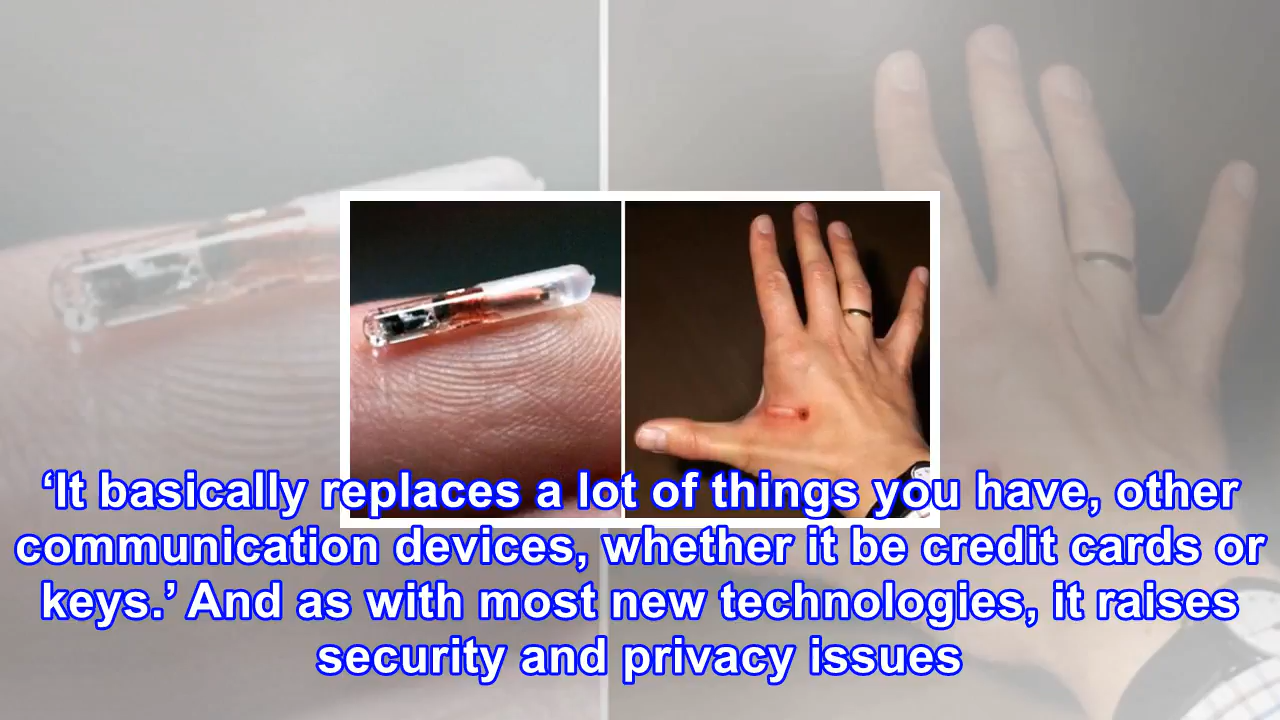 ‘It basically replaces a lot of things you have, other
communication devices, whether it be credit cards or
keys.’ And as with most new technologies, it raises
security and privacy issues